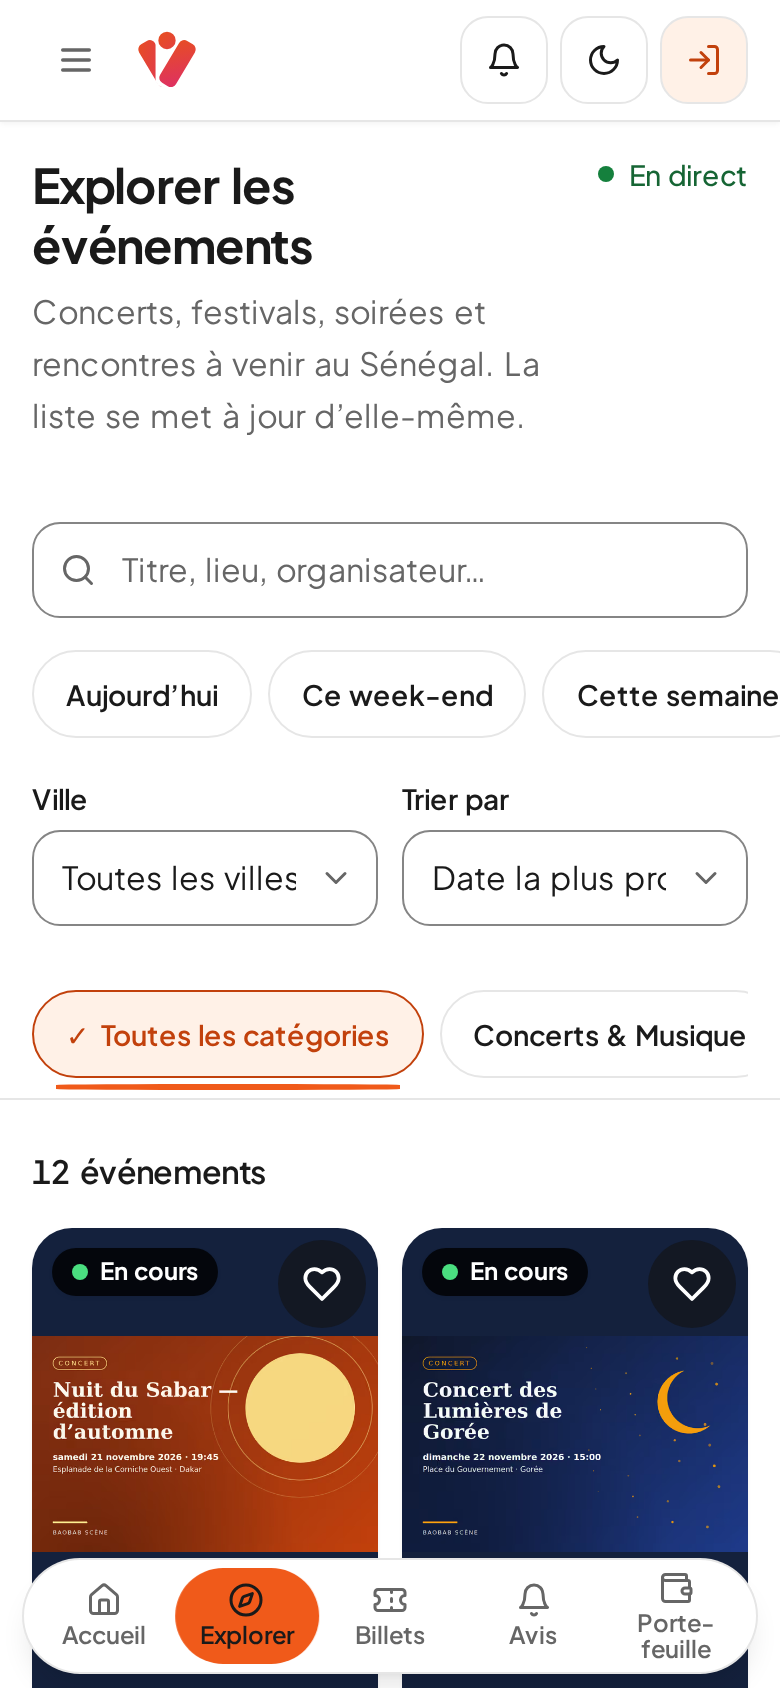 Explorer les
événements
En direct
Concerts, festivals, soirées et
rencontres à venir au Sénégal. La
liste se met à jour d’elle-même.
Titre, lieu, organisateur…
Aujourd’hui
Ce week-end
Cette semaine
Ville
Trier par
Toutes les villes
Date la plus pro
✓ Toutes les catégories
Concerts & Musique
12 événements
En cours
CONCERT
Nuit du Sabar —
édition
d’automne
samedi 21 novembre 2026 · 19:45
Esplanade de la Corniche Ouest · Dakar
BAOBAB SCÈNE
En cours
CONCERT
Concert des
Lumières de
Gorée
dimanche 22 novembre 2026 · 15:00
Place du Gouvernement · Gorée
BAOBAB SCÈNE
Accueil
Explorer
Billets
Avis
Porte-
feuille